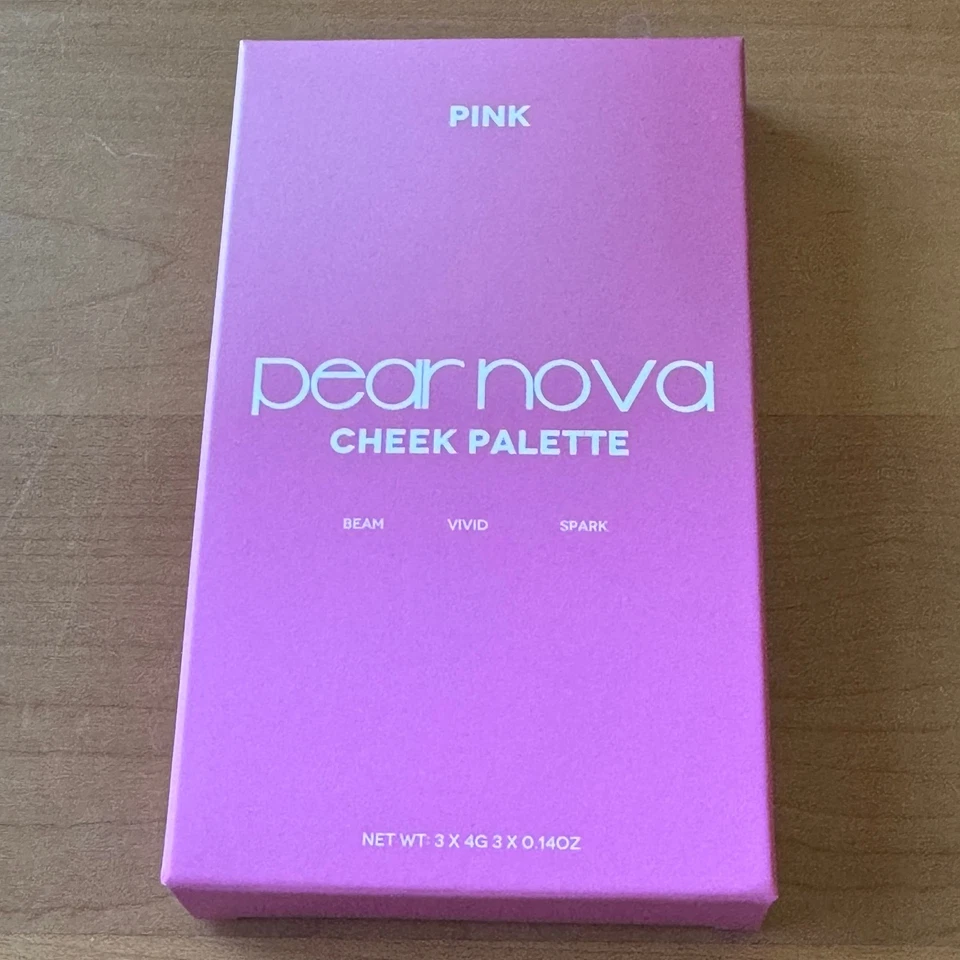 PINK
pear nova
CHEEK PALETTE
BEAM VIVID SPARK
NET WT: 3 X 4G 3 X 0.14OZ